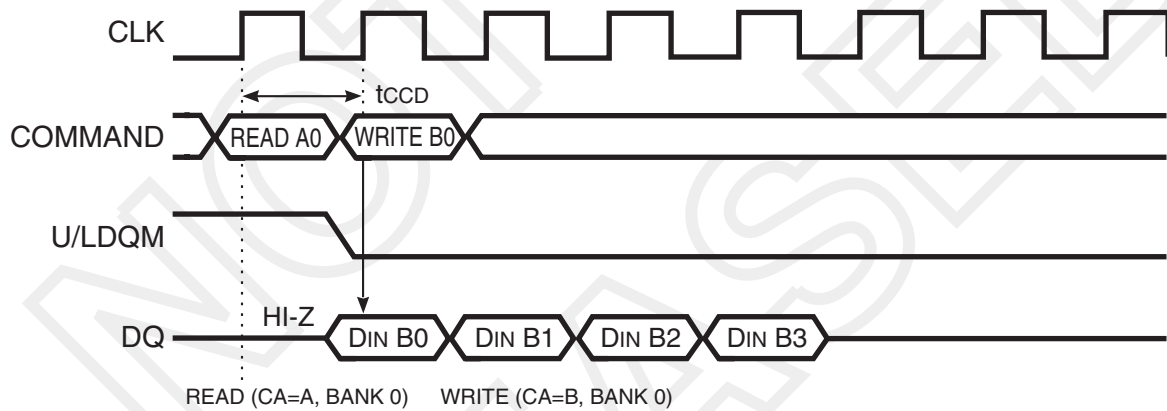 CLK
tCCD
COMMAND READ A0 WRITE B0
U/LDQM
HI-Z
DQ DIN B0 DIN B1 DIN B2 DIN B3
READ (CA=A, BANK 0) WRITE (CA=B, BANK 0)